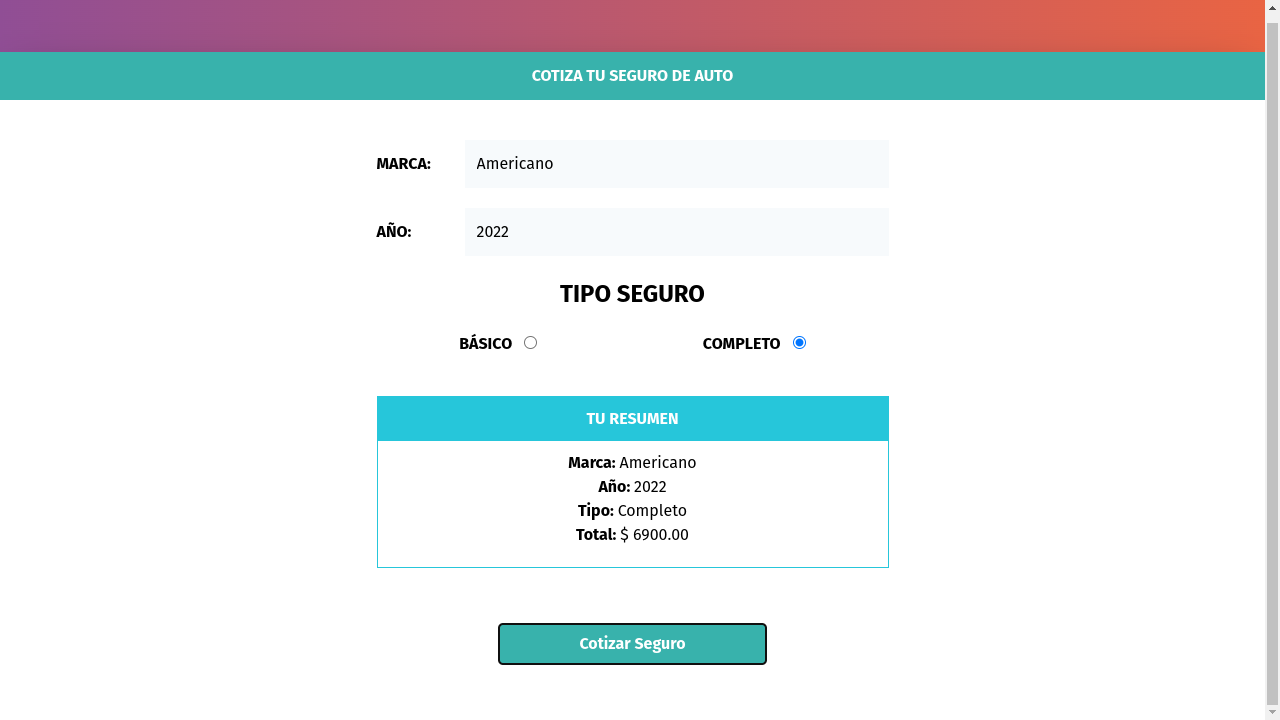 COTIZA TU SEGURO DE AUTO
MARCA: Americano
AÑO: 2022
TIPO SEGURO
BÁSICO COMPLETO
TU RESUMEN
Marca: Americano
Año: 2022
Tipo: Completo
Total: $ 6900.00
Cotizar Seguro